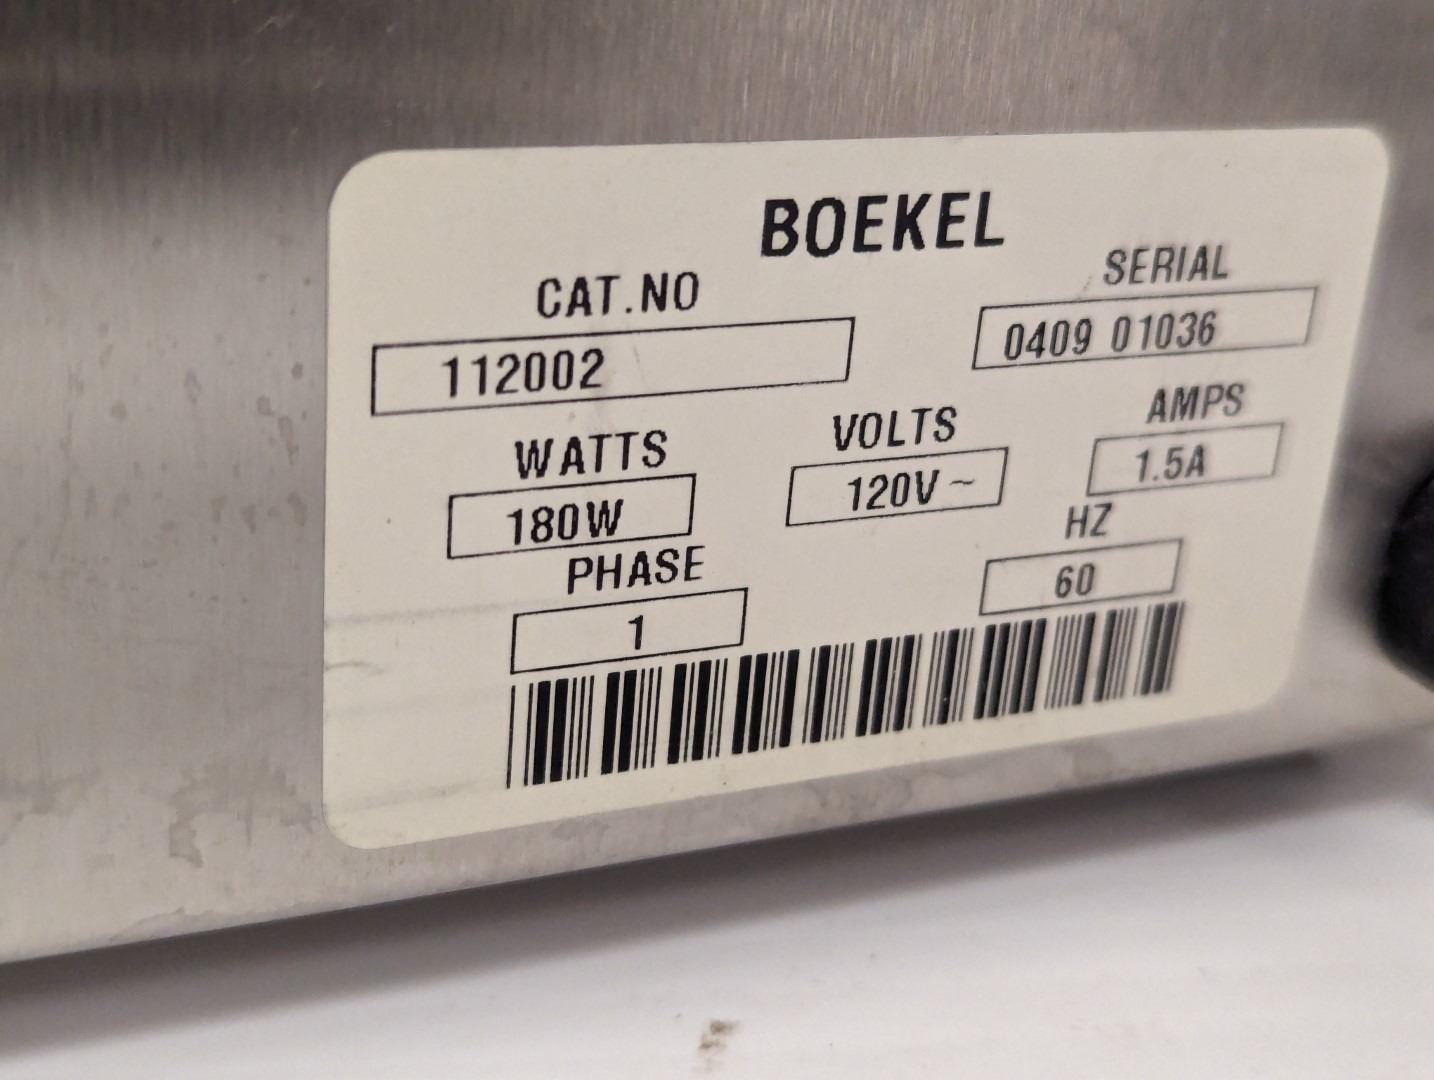 BOEKEL
CAT.NO
SERIAL
112002
0409 01036
WATTS
VOLTS
AMPS
180W
120V~
1.5A
PHASE
HZ
1
60